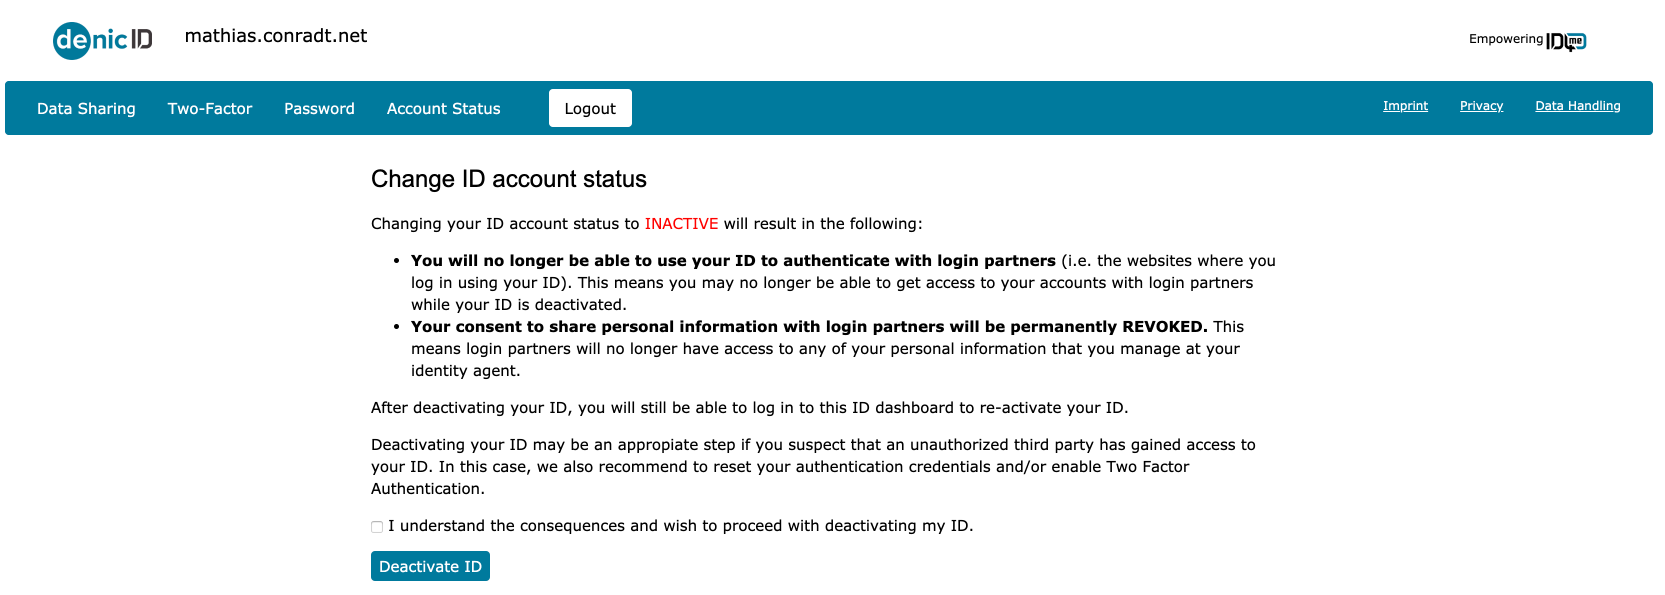 denic ID mathias.conradt.net
Empowering ID4me
Data Sharing Two-Factor Password Account Status Logout Imprint Privacy Data Handling
Change ID account status
Changing your ID account status to INACTIVE will result in the following:
• You will no longer be able to use your ID to authenticate with login partners (i.e. the websites where you
log in using your ID). This means you may no longer be able to get access to your accounts with login partners
while your ID is deactivated.
• Your consent to share personal information with login partners will be permanently REVOKED. This
means login partners will no longer have access to any of your personal information that you manage at your
identity agent.
After deactivating your ID, you will still be able to log in to this ID dashboard to re-activate your ID.
Deactivating your ID may be an appropiate step if you suspect that an unauthorized third party has gained access to
your ID. In this case, we also recommend to reset your authentication credentials and/or enable Two Factor
Authentication.
I understand the consequences and wish to proceed with deactivating my ID.
Deactivate ID